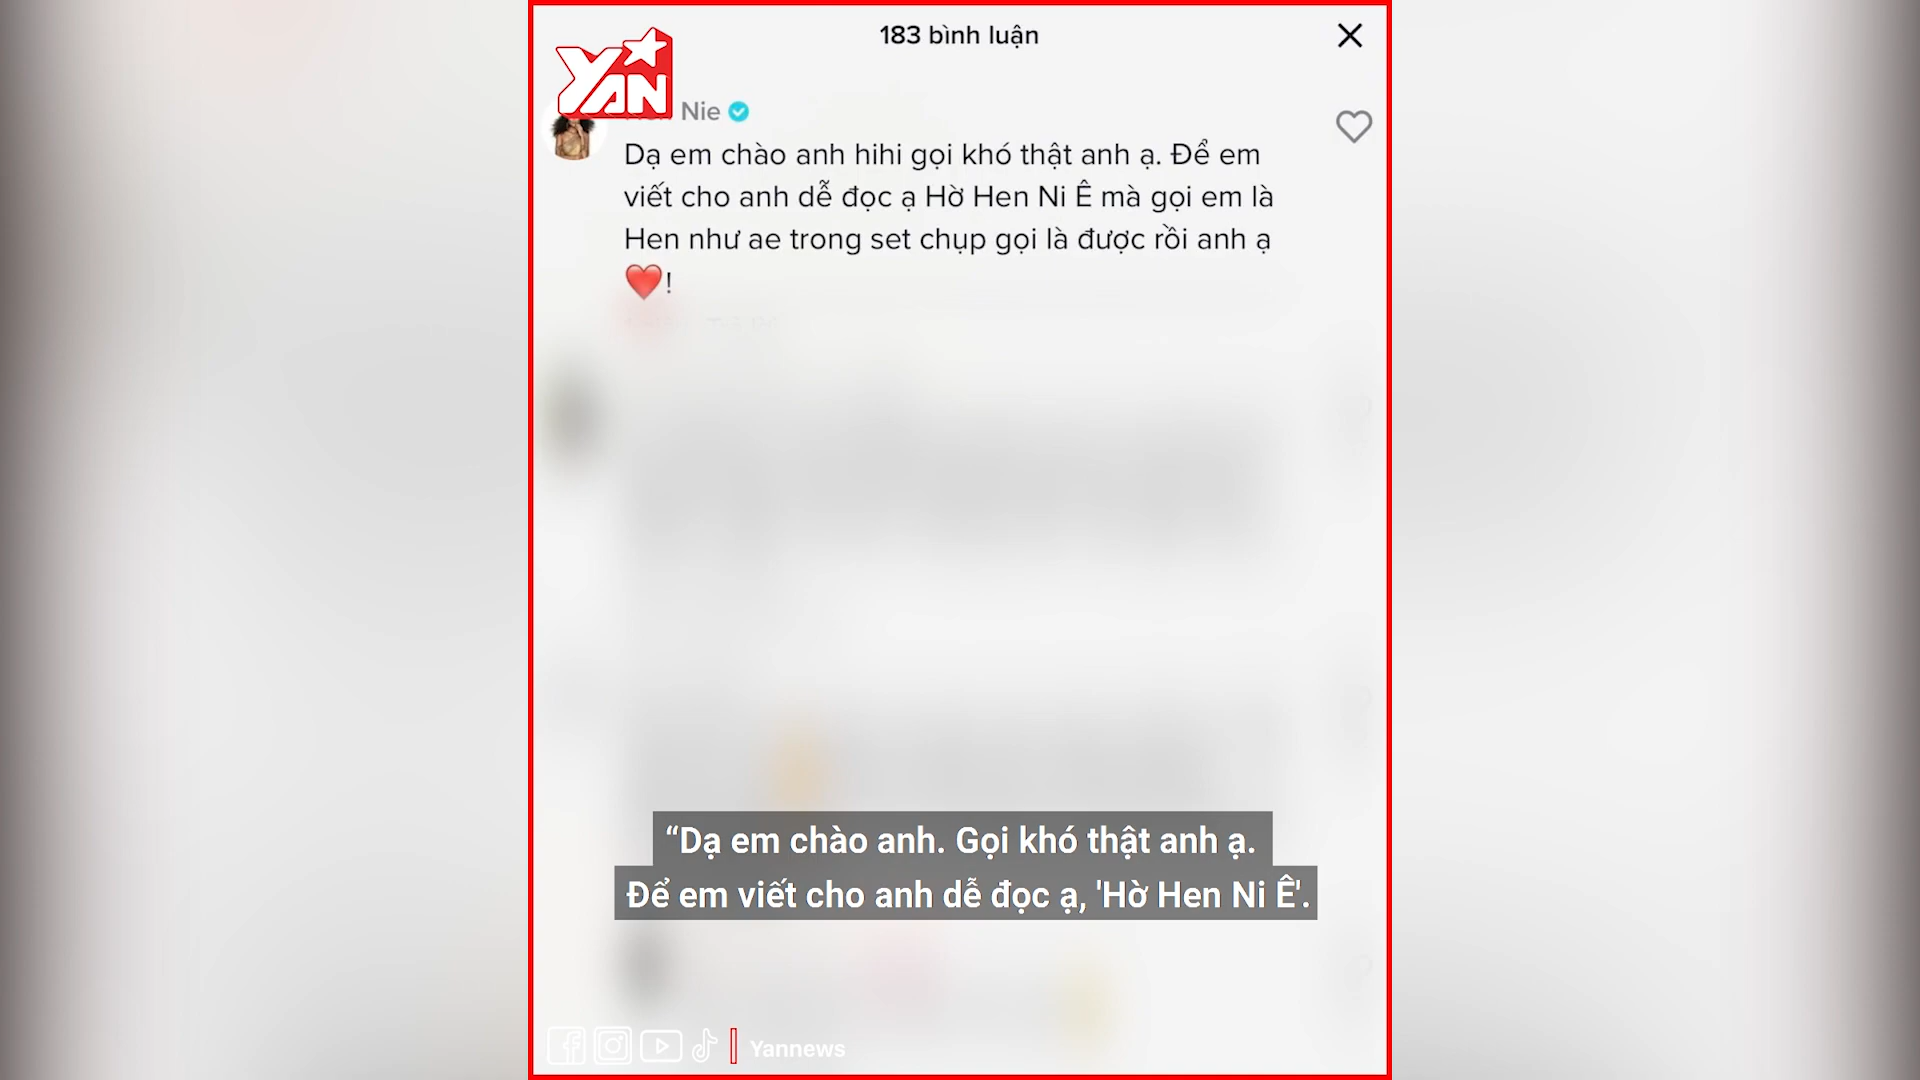 183 bình luận
YAN
Nie
Dạ em chào anh hihi gọi khó thật anh ạ. Để em
viết cho anh dễ đọc ạ Hờ Hen Ni Ê mà gọi em là
Hen như ae trong set chụp gọi là được rồi anh ạ
❤️!
“Dạ em chào anh. Gọi khó thật anh ạ.
Để em viết cho anh dễ đọc ạ, 'Hờ Hen Ni Ê'.
Yannews